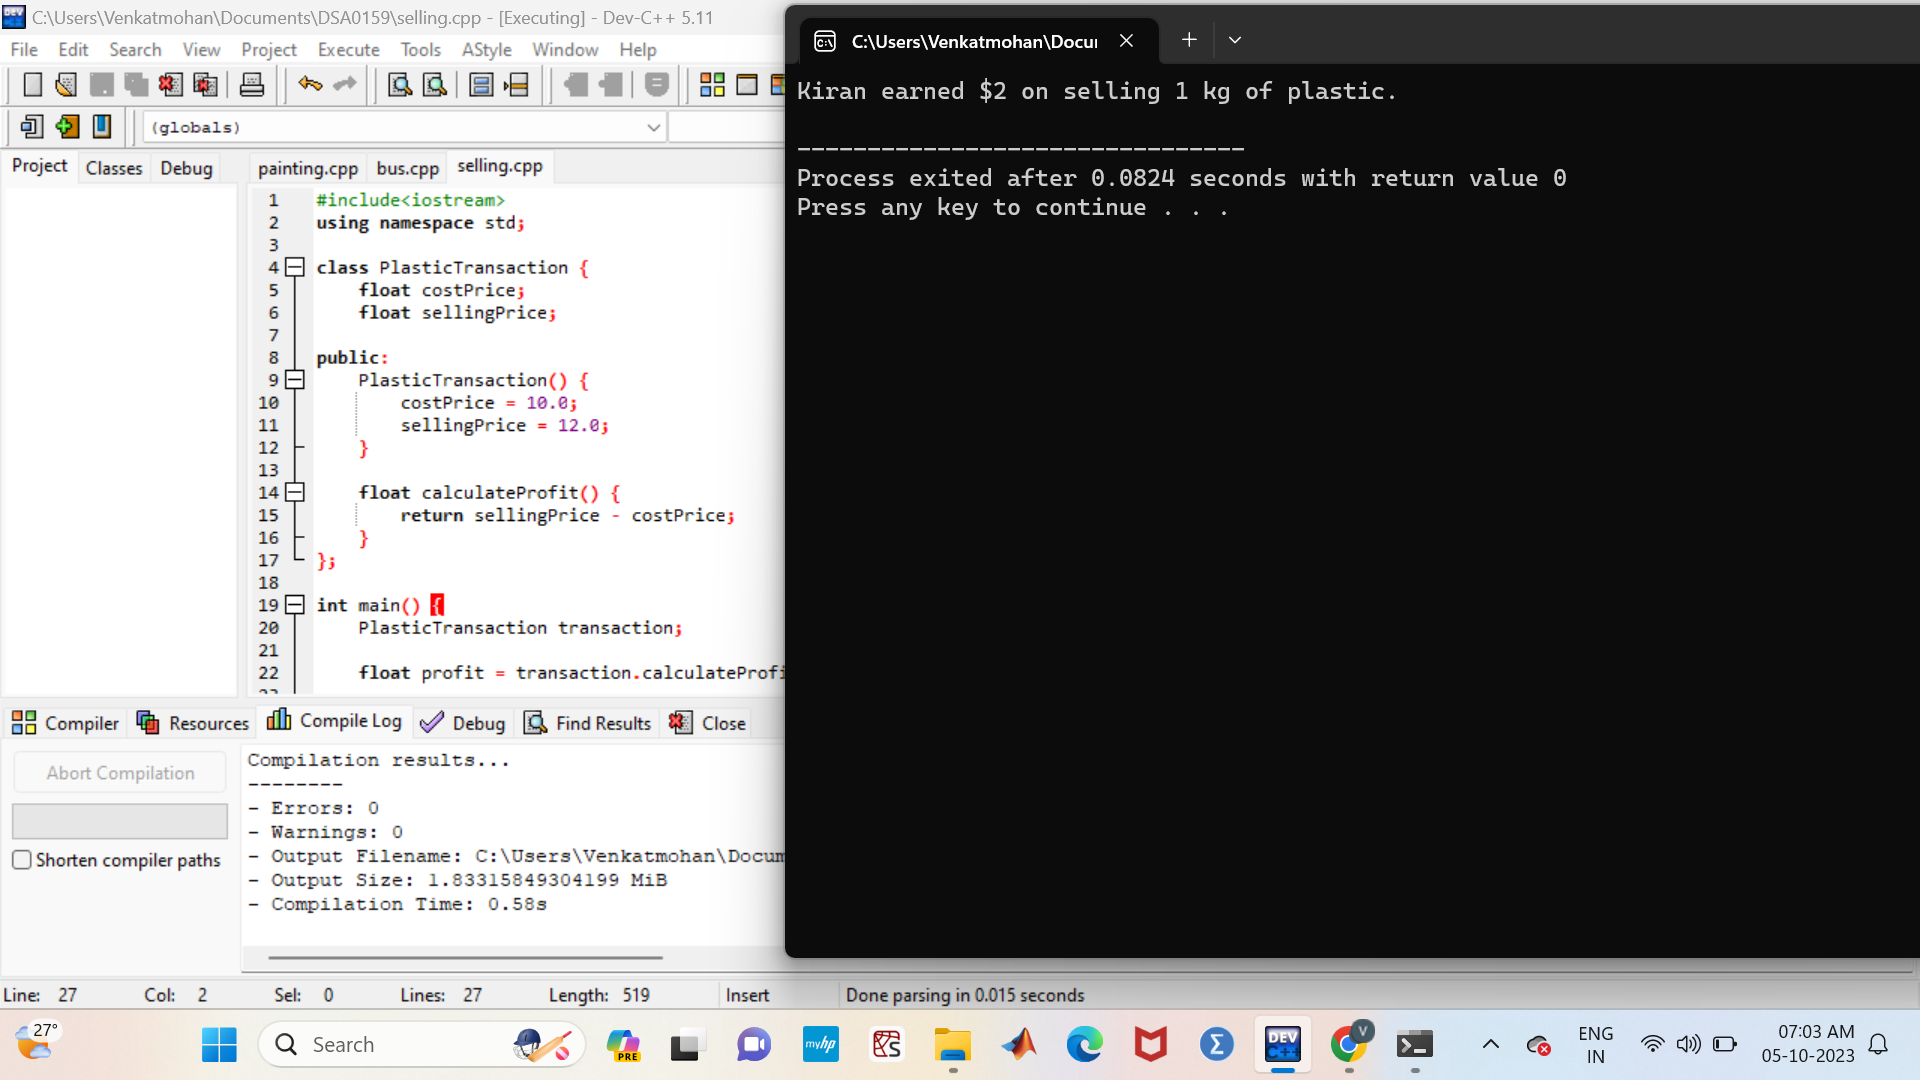 C:\Users\Venkatmohan\Documents\DSA0159\selling.cpp - [Executing] - Dev-C++ 5.11
File Edit Search View Project Execute Tools AStyle Window Help
(globals)
Project Classes Debug
painting.cpp bus.cpp selling.cpp
1 #include<iostream>
2 using namespace std;
3
4 class PlasticTransaction {
5 float costPrice;
6 float sellingPrice;
7
8 public:
9 PlasticTransaction() {
10 costPrice = 10.0;
11 sellingPrice = 12.0;
12 }
13
14 float calculateProfit() {
15 return sellingPrice - costPrice;
16 }
17 };
18
19 int main() {
20 PlasticTransaction transaction;
21
22 float profit = transaction.calculateProfi
C:\Users\Venkatmohan\Docu
Kiran earned $2 on selling 1 kg of plastic.
--------------------------------
Process exited after 0.0824 seconds with return value 0
Press any key to continue . . .
Compiler Resources Compile Log Debug Find Results Close
Abort Compilation
Shorten compiler paths
Compilation results...
--------
- Errors: 0
- Warnings: 0
- Output Filename: C:\Users\Venkatmohan\Docum
- Output Size: 1.83315849304199 MiB
- Compilation Time: 0.58s
Line: 27 Col: 2 Sel: 0 Lines: 27 Length: 519 Insert Done parsing in 0.015 seconds
27°
Search
PRE
myhp
DEV C++
V
ENG
IN
07:03 AM
05-10-2023